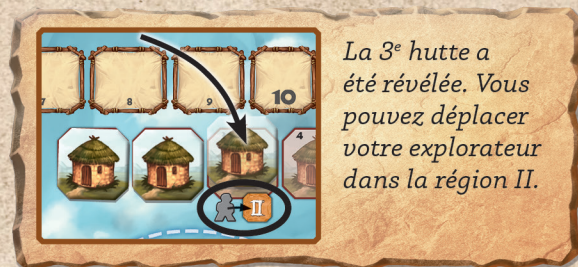 La 3e hutte a
été révélée. Vous
pouvez déplacer
votre explorateur
dans la région II.
7 8 9 10
4
II